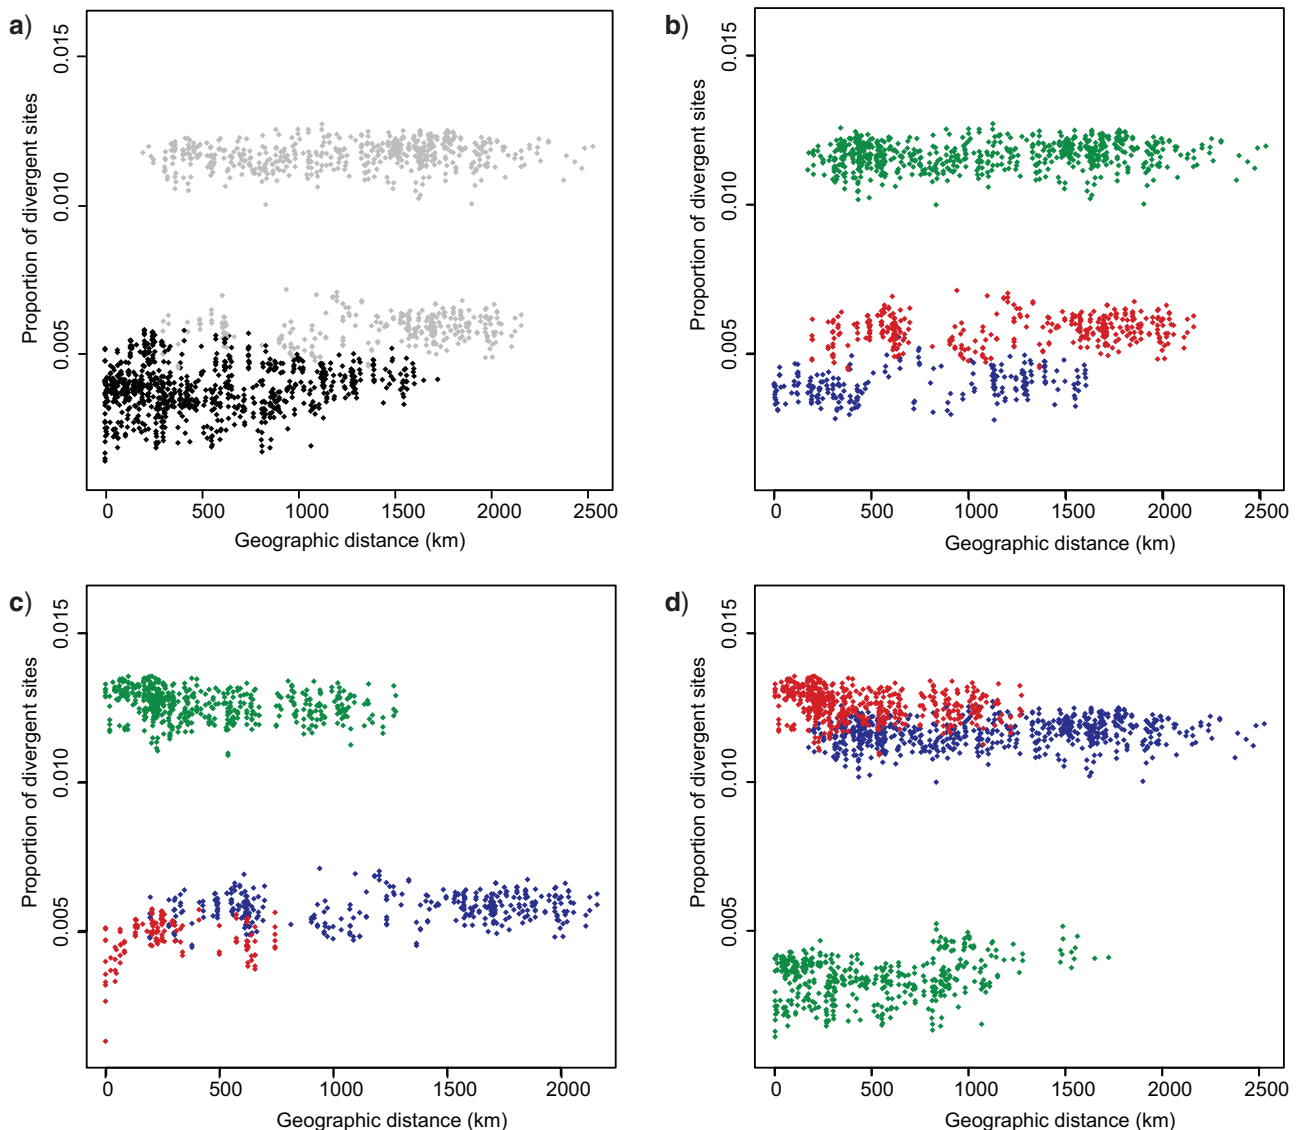 a)
Proportion of divergent sites
0.015
0.010
0.005
0 500 1000 1500 2000 2500
Geographic distance (km)
b)
Proportion of divergent sites
0.015
0.010
0.005
0 500 1000 1500 2000 2500
Geographic distance (km)
c)
Proportion of divergent sites
0.015
0.010
0.005
0 500 1000 1500 2000
Geographic distance (km)
d)
Proportion of divergent sites
0.015
0.010
0.005
0 500 1000 1500 2000 2500
Geographic distance (km)